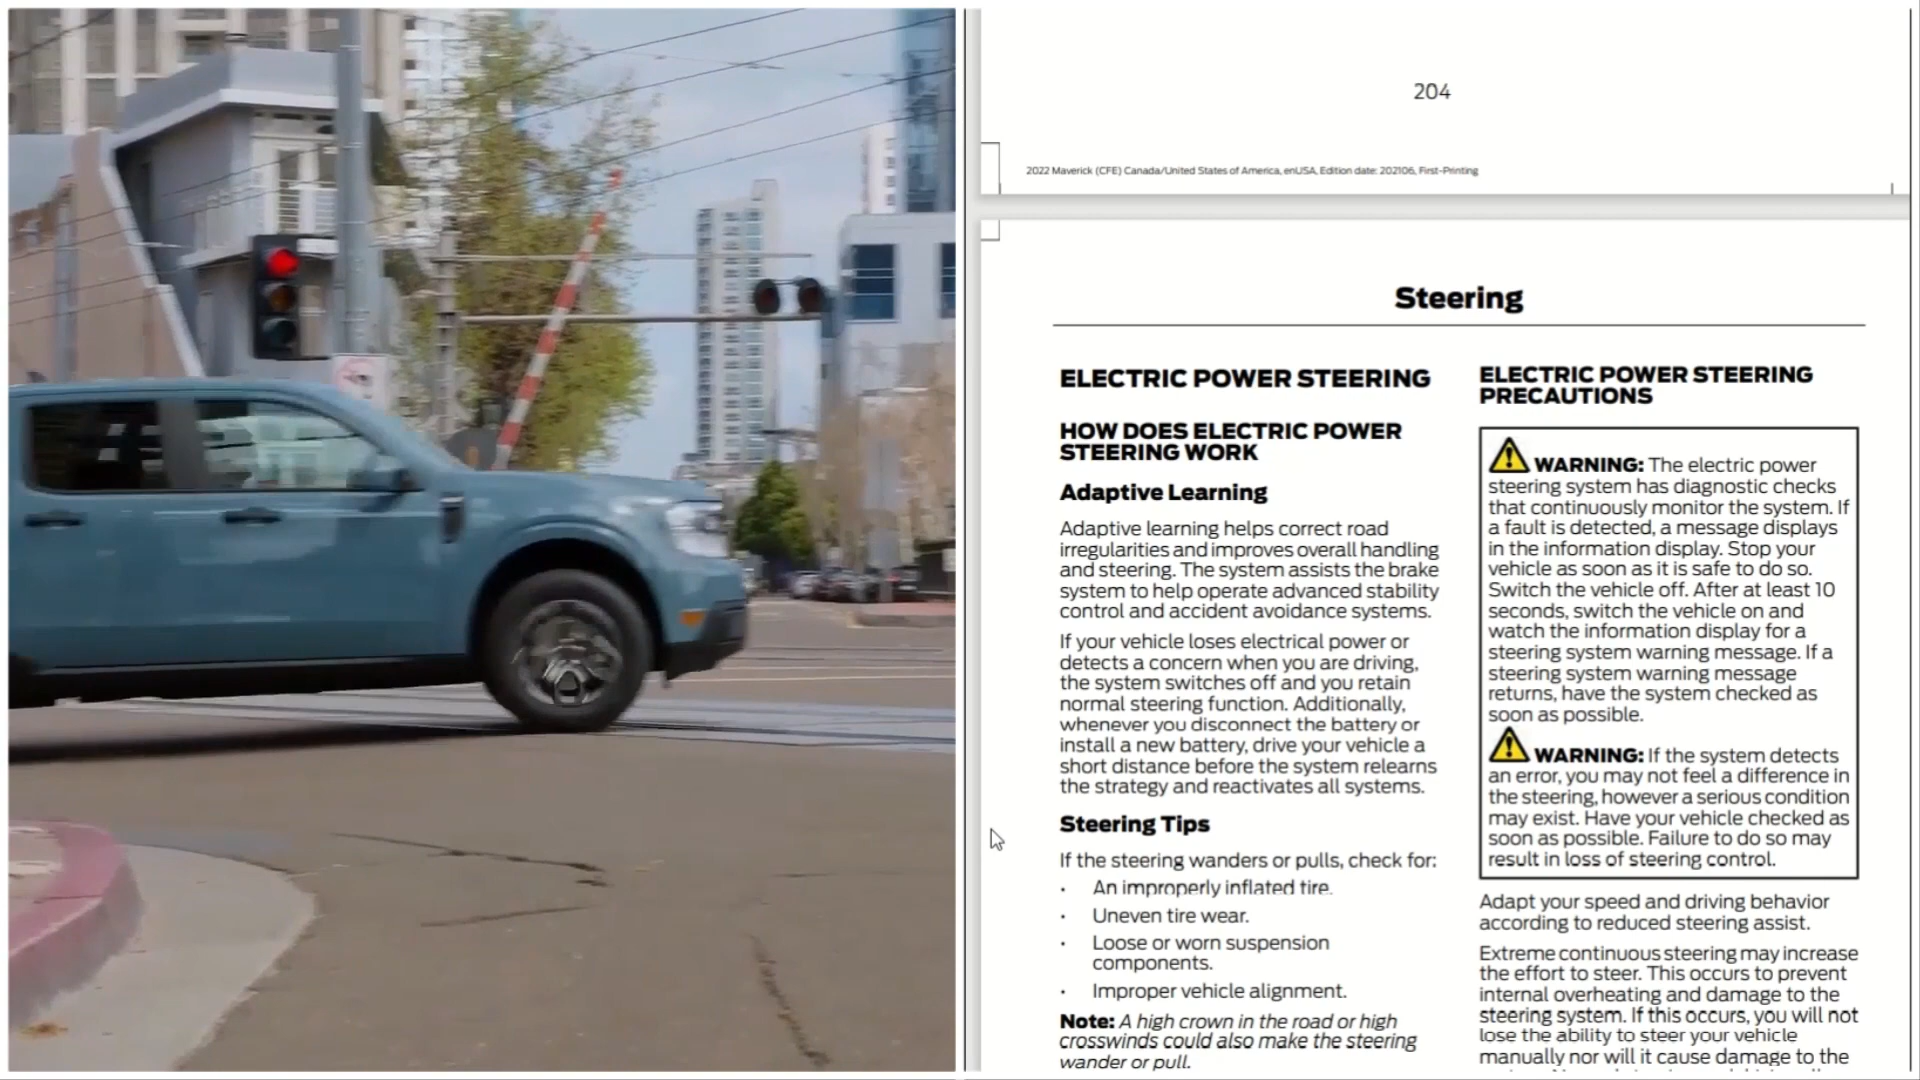 204
2022 Maverick (CFE) Canada/United States of America, enUSA, Edition date: 202106, First-Printing
Steering
ELECTRIC POWER STEERING
HOW DOES ELECTRIC POWER
STEERING WORK
Adaptive Learning
Adaptive learning helps correct road
irregularities and improves overall handling
and steering. The system assists the brake
system to help operate advanced stability
control and accident avoidance systems.
If your vehicle loses electrical power or
detects a concern when you are driving,
the system switches off and you retain
normal steering function. Additionally,
whenever you disconnect the battery or
install a new battery, drive your vehicle a
short distance before the system relearns
the strategy and reactivates all systems.
Steering Tips
If the steering wanders or pulls, check for:
· An improperly inflated tire.
· Uneven tire wear.
· Loose or worn suspension
components.
· Improper vehicle alignment.
Note: A high crown in the road or high
crosswinds could also make the steering
wander or pull.
ELECTRIC POWER STEERING
PRECAUTIONS
WARNING: The electric power
steering system has diagnostic checks
that continuously monitor the system. If
a fault is detected, a message displays
in the information display. Stop your
vehicle as soon as it is safe to do so.
Switch the vehicle off. After at least 10
seconds, switch the vehicle on and
watch the information display for a
steering system warning message. If a
steering system warning message
returns, have the system checked as
soon as possible.
WARNING: If the system detects
an error, you may not feel a difference in
the steering, however a serious condition
may exist. Have your vehicle checked as
soon as possible. Failure to do so may
result in loss of steering control.
Adapt your speed and driving behavior
according to reduced steering assist.
Extreme continuous steering may increase
the effort to steer. This occurs to prevent
internal overheating and damage to the
steering system. If this occurs, you will not
lose the ability to steer your vehicle
manually nor will it cause damage to the